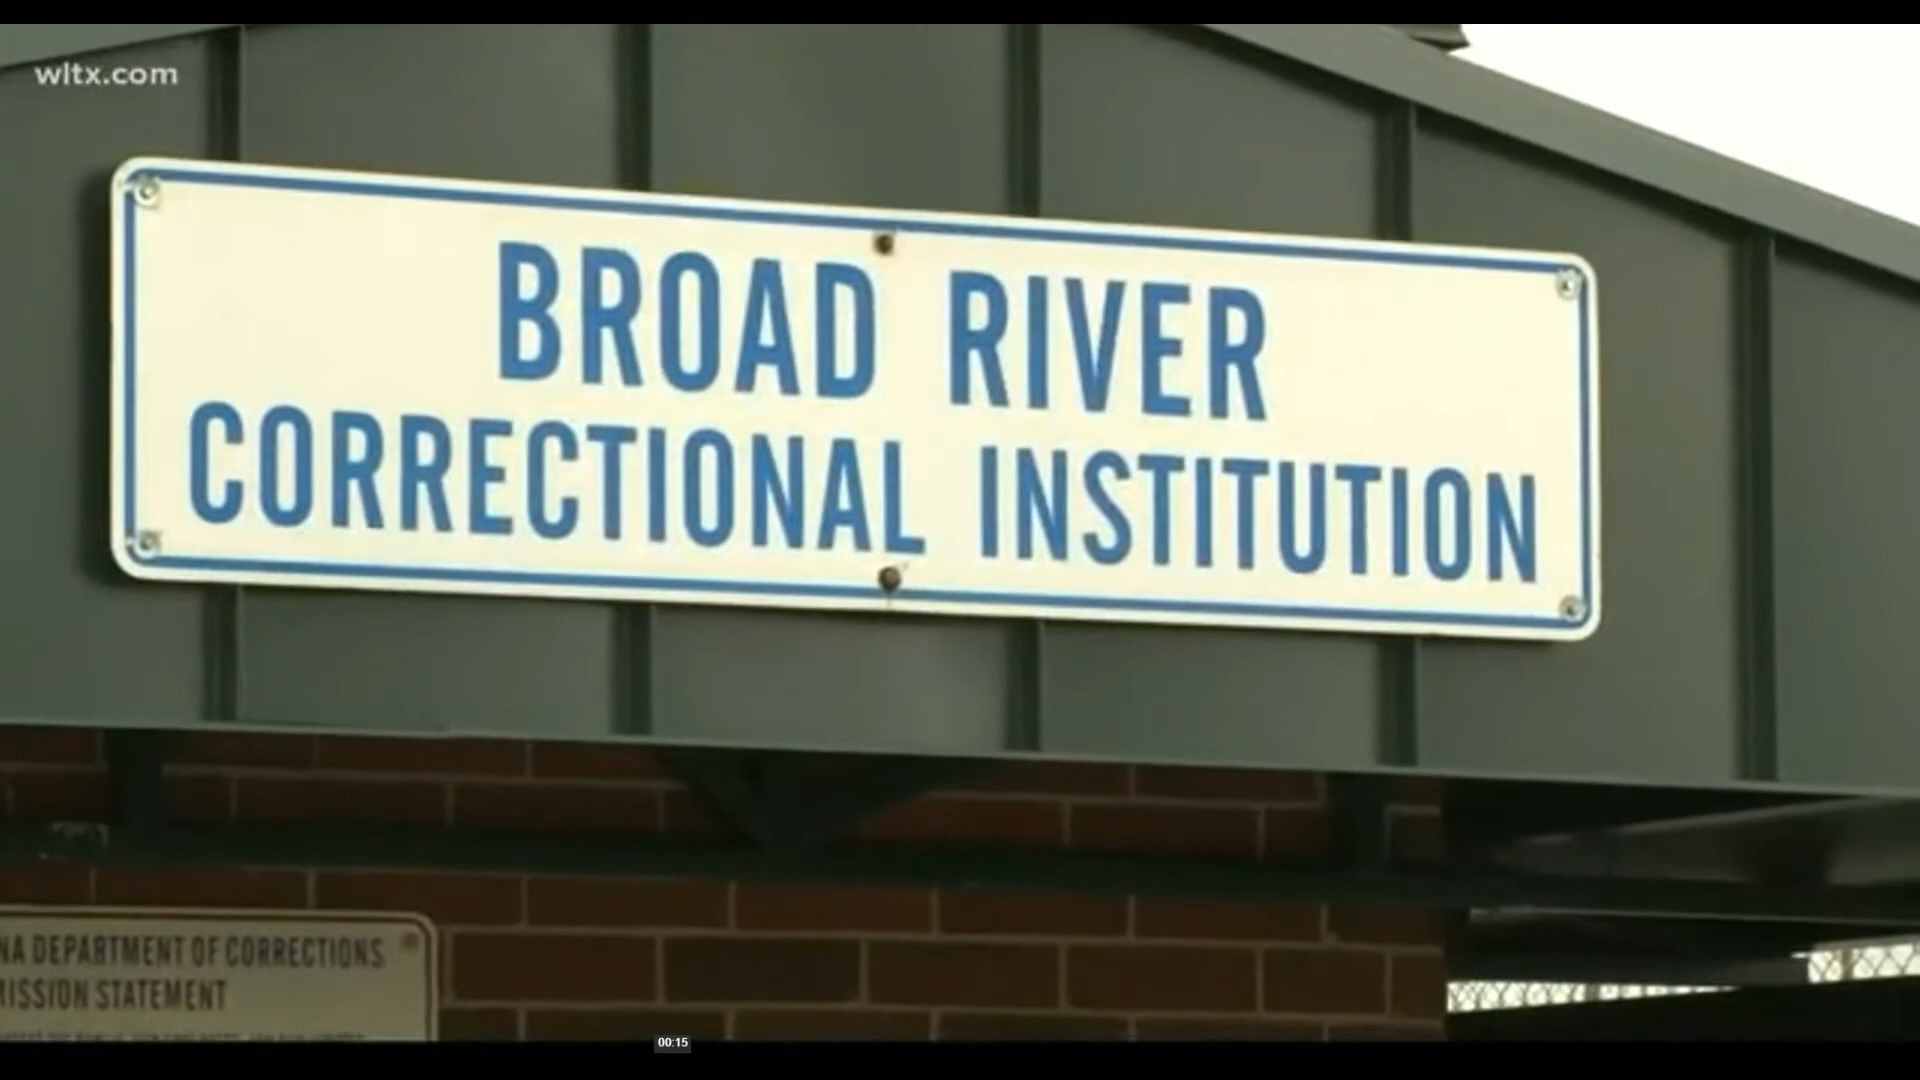 wltx.com
BROAD RIVER
CORRECTIONAL INSTITUTION
NA DEPARTMENT OF CORRECTIONS
MISSION STATEMENT
00:15